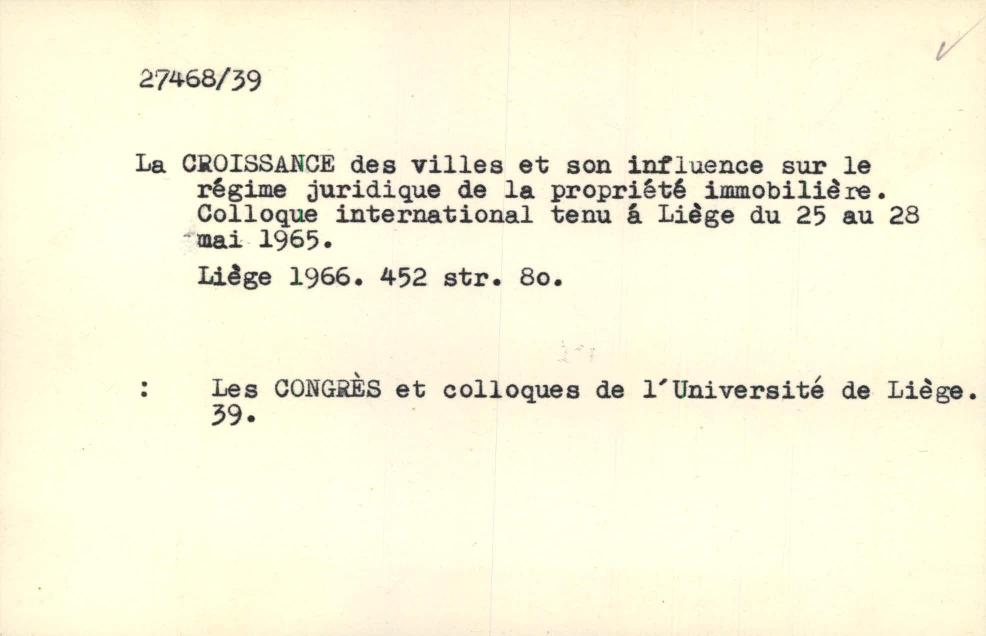 27468/39
La CROISSANCE des villes et son influence sur le
régime juridique de la propriété immobilière.
Colloque international tenu á Liège du 25 au 28
mai 1965.
Liège 1966. 452 str. 8o.
: Les CONGRÈS et colloques de l´Université de Liège.
39.